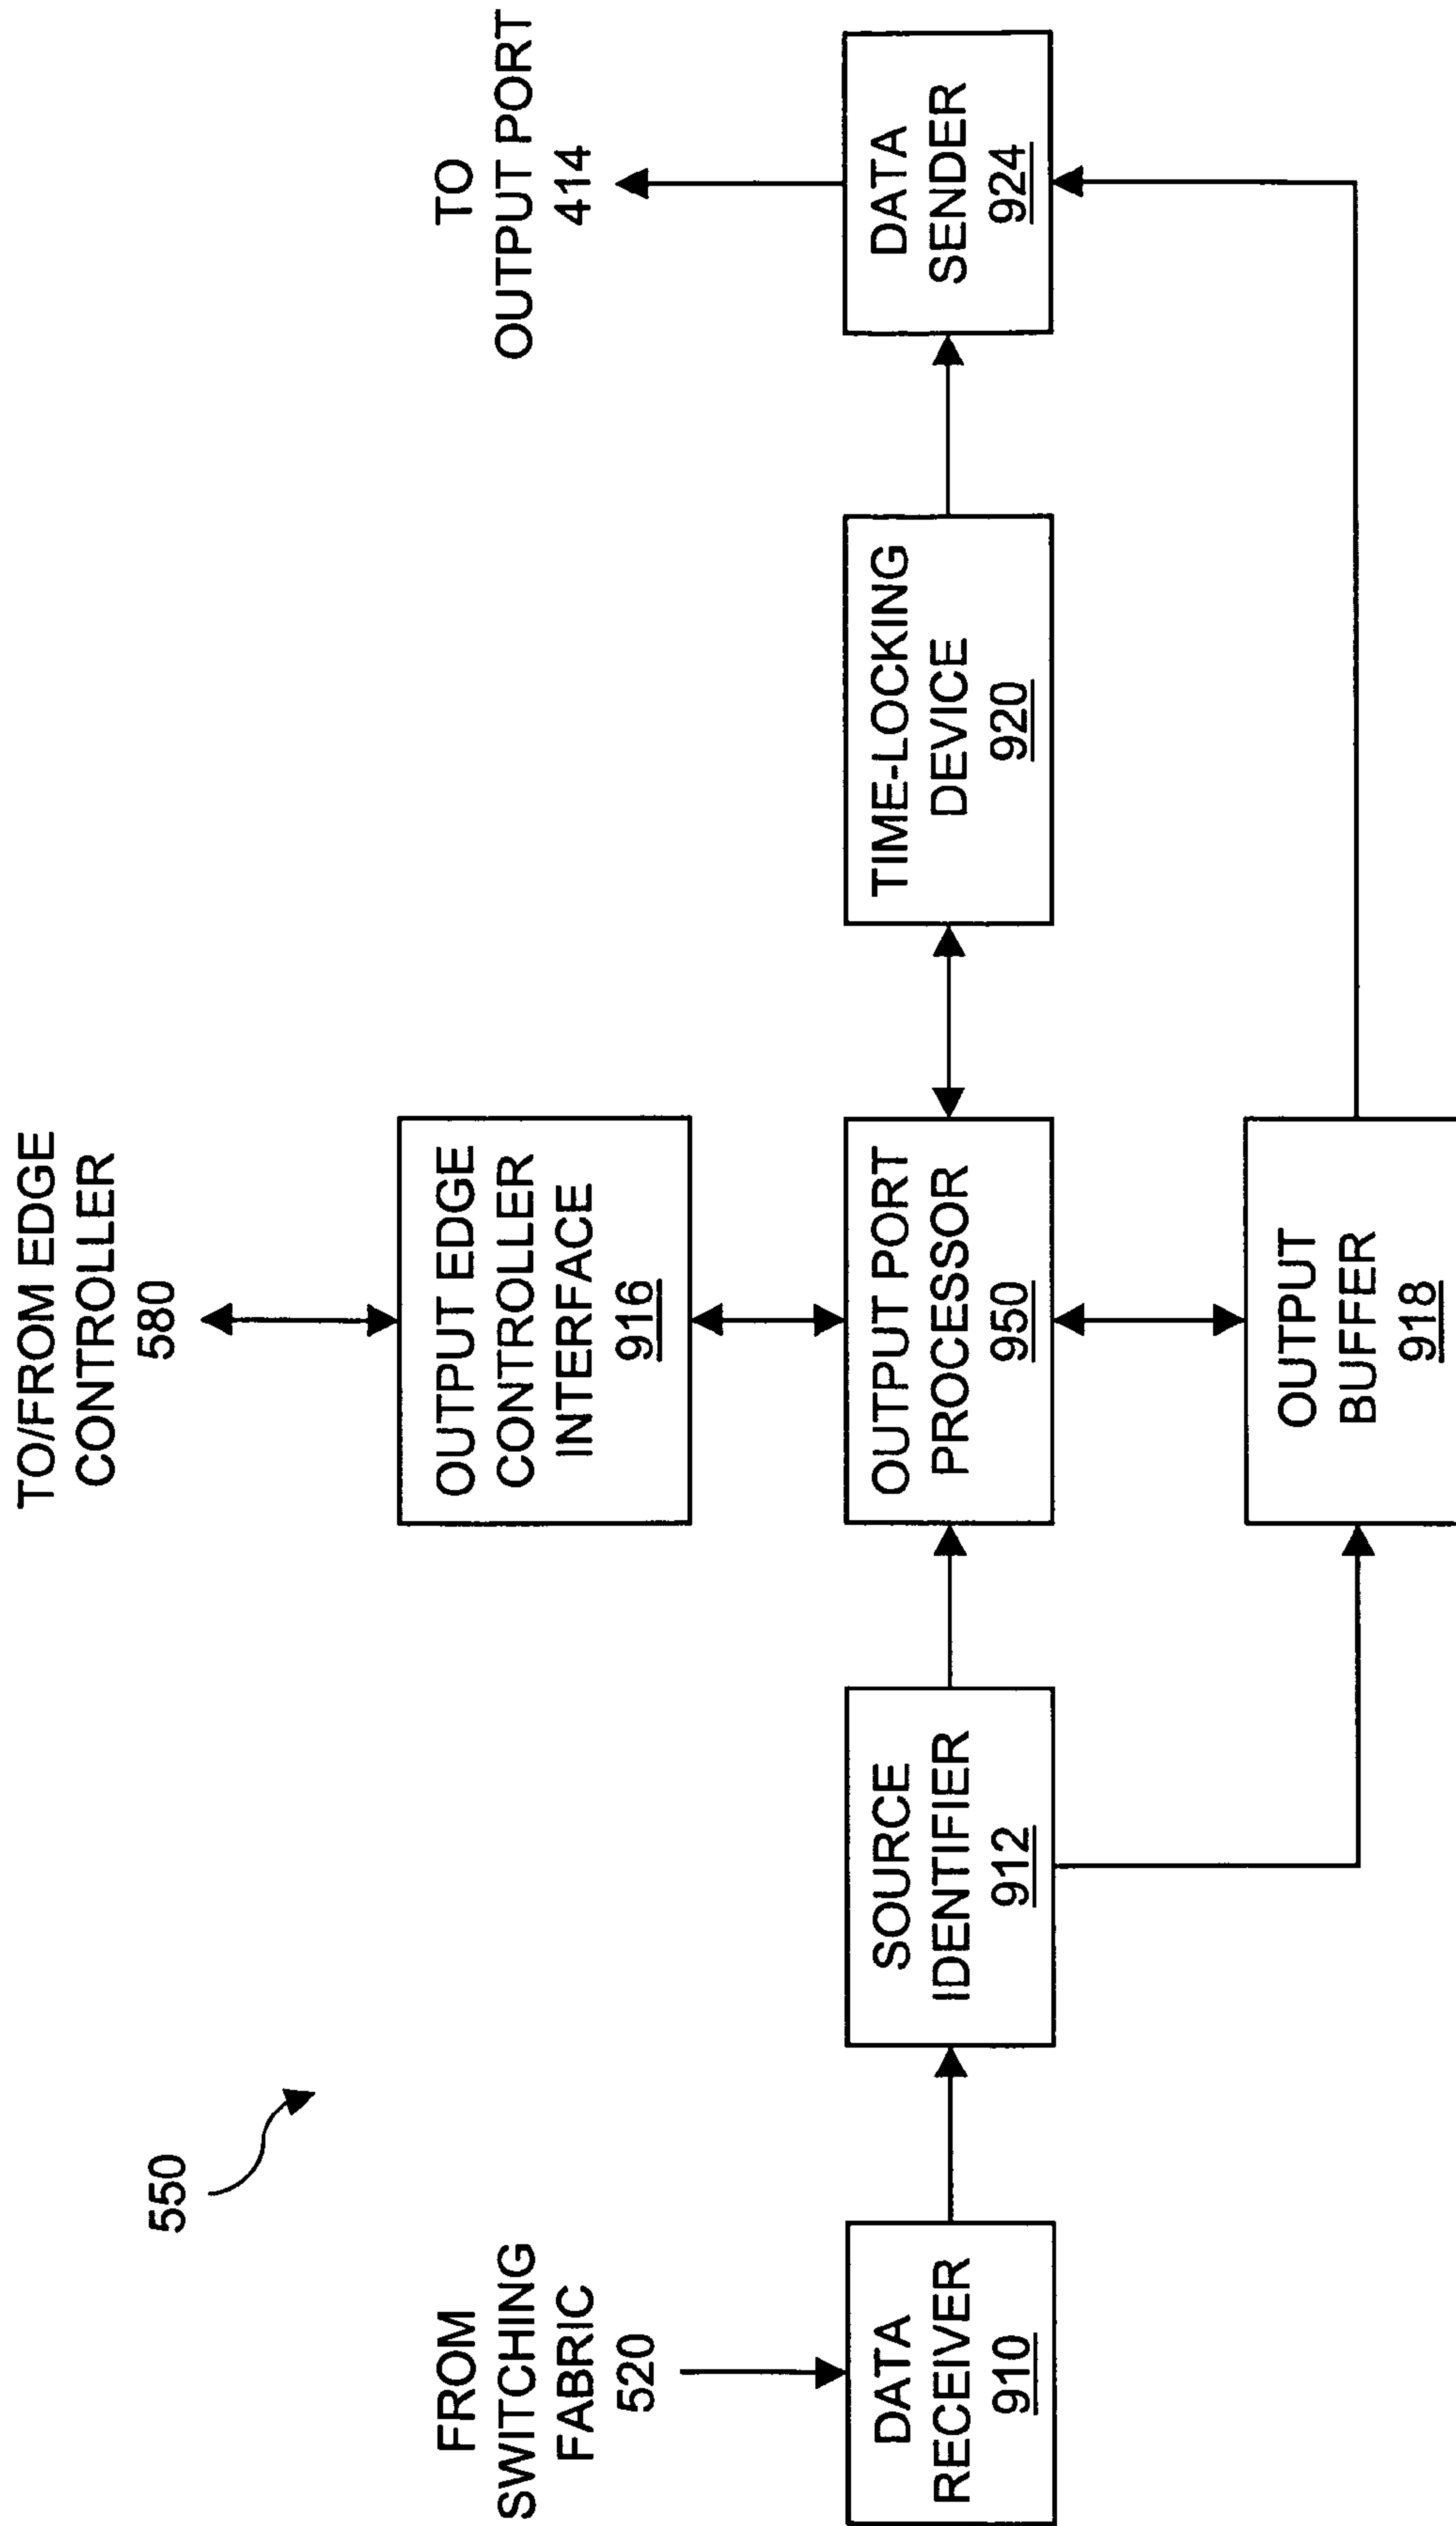 550
TO/FROM EDGE
CONTROLLER
580
FROM
SWITCHING
FABRIC
520
OUTPUT EDGE
CONTROLLER
INTERFACE
916
TO
OUTPUT PORT
414
DATA
RECEIVER
910
SOURCE
IDENTIFIER
912
OUTPUT PORT
PROCESSOR
950
TIME-LOCKING
DEVICE
920
DATA
SENDER
924
OUTPUT
BUFFER
918